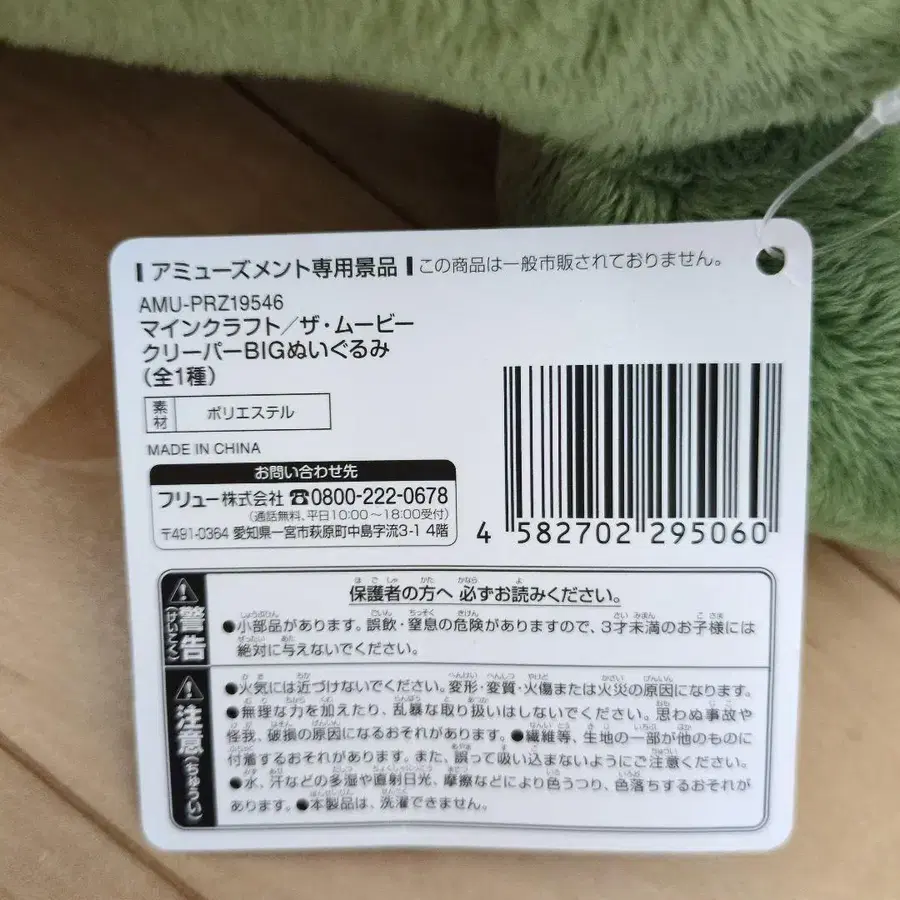 アミューズメント専用景品 この商品は一般市販されておりません。
AMU-PRZ19546
マインクラフト/ザ・ムービー
クリーパーBIGぬいぐるみ
(全1種)
素材 ポリエステル
MADE IN CHINA
お問い合わせ先
フリュー株式会社 ☎0800-222-0678
(通話無料、平日10:00~18:00受付)
〒491-0364 愛知県一宮市萩原町中島字流3-1 4階
4 582702 295060
警告(けいこく)
保護者の方へ 必ずお読みください。
●小部品があります。誤飲・窒息の危険がありますので、3才未満のお子様には
絶対に与えないでください。
注意(ちゅうい)
●火気には近づけないでください。変形・変質・火傷または火災の原因になります。
●無理な力を加えたり、乱暴な取り扱いはしないでください。思わぬ事故や
怪我、破損の原因になるおそれがあります。●繊維等、生地の一部が他のものに
付着するおそれがあります。また、誤って吸い込まないようにご注意ください。
●水、汗などの多湿や直射日光、摩擦などにより色うつり、色落ちするおそれが
あります。●本製品は、洗濯できません。